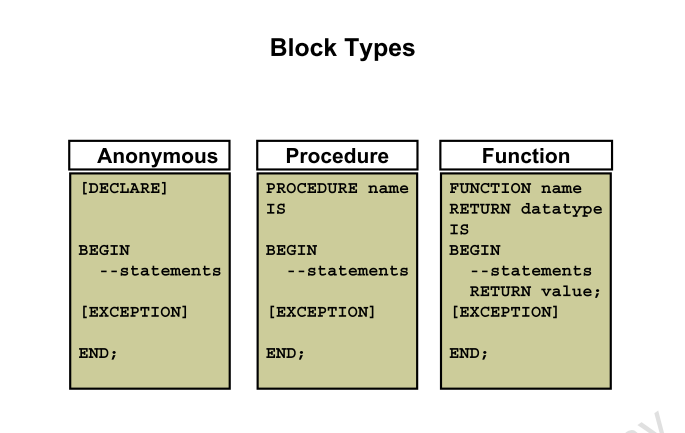 Block Types
Anonymous
[DECLARE]
BEGIN
--statements
[EXCEPTION]
END;
Procedure
PROCEDURE name
IS
BEGIN
--statements
[EXCEPTION]
END;
Function
FUNCTION name
RETURN datatype
IS
BEGIN
--statements
RETURN value;
[EXCEPTION]
END;